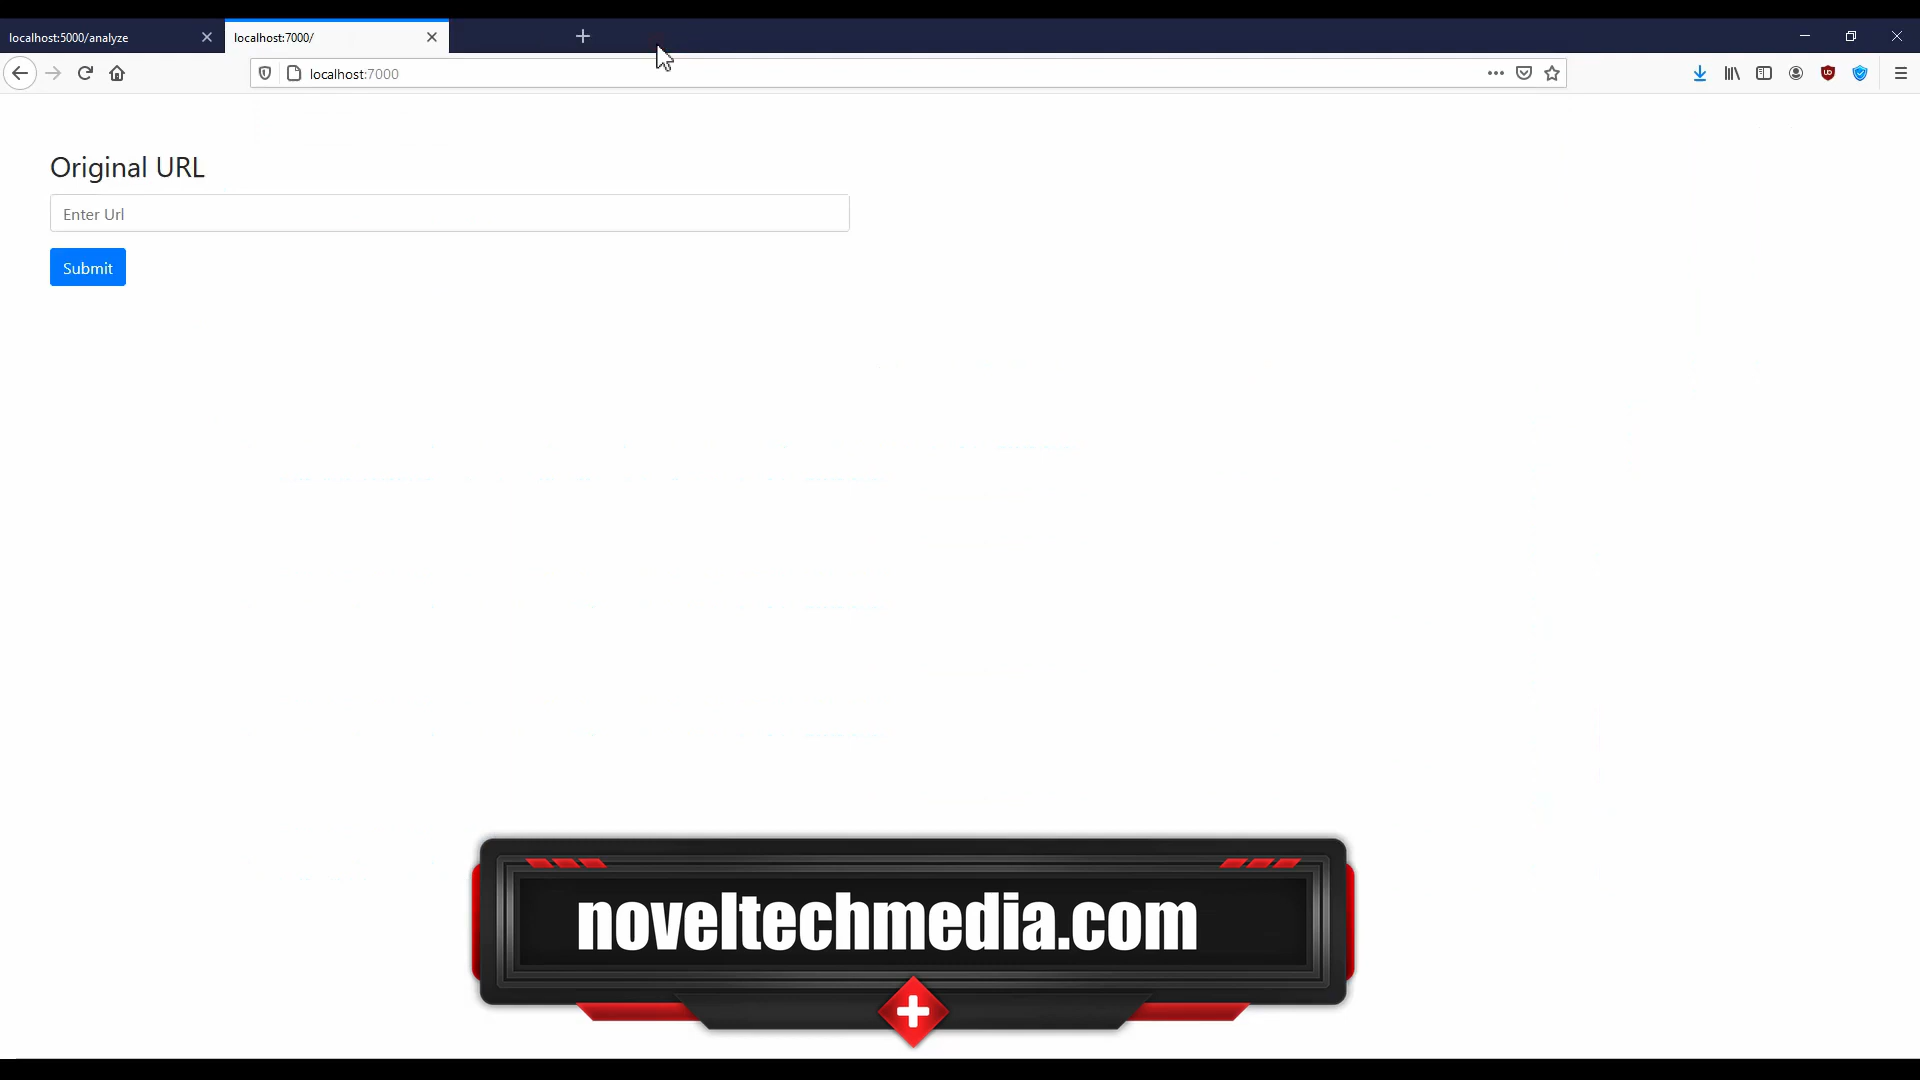 localhost:5000/analyze
localhost:7000/
localhost:7000
Original URL
Enter Url
Submit
noveltechmedia.com